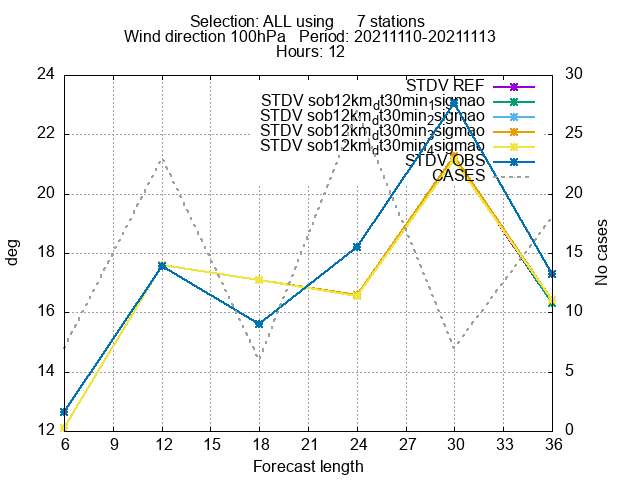 Selection: ALL using 7 stations
Wind direction 100hPa Period: 20211110-20211113
Hours: 12
24
22
20
18
16
14
12
deg
30
25
20
15
10
5
0
No cases
STDV REF
STDV sob12km_dt30min_1sigmao
STDV sob12km_dt30min_2sigmao
STDV sob12km_dt30min_3sigmao
STDV sob12km_dt30min_4sigmao
STDV OBS
CASES
6 9 12 15 18 21 24 27 30 33 36
Forecast length